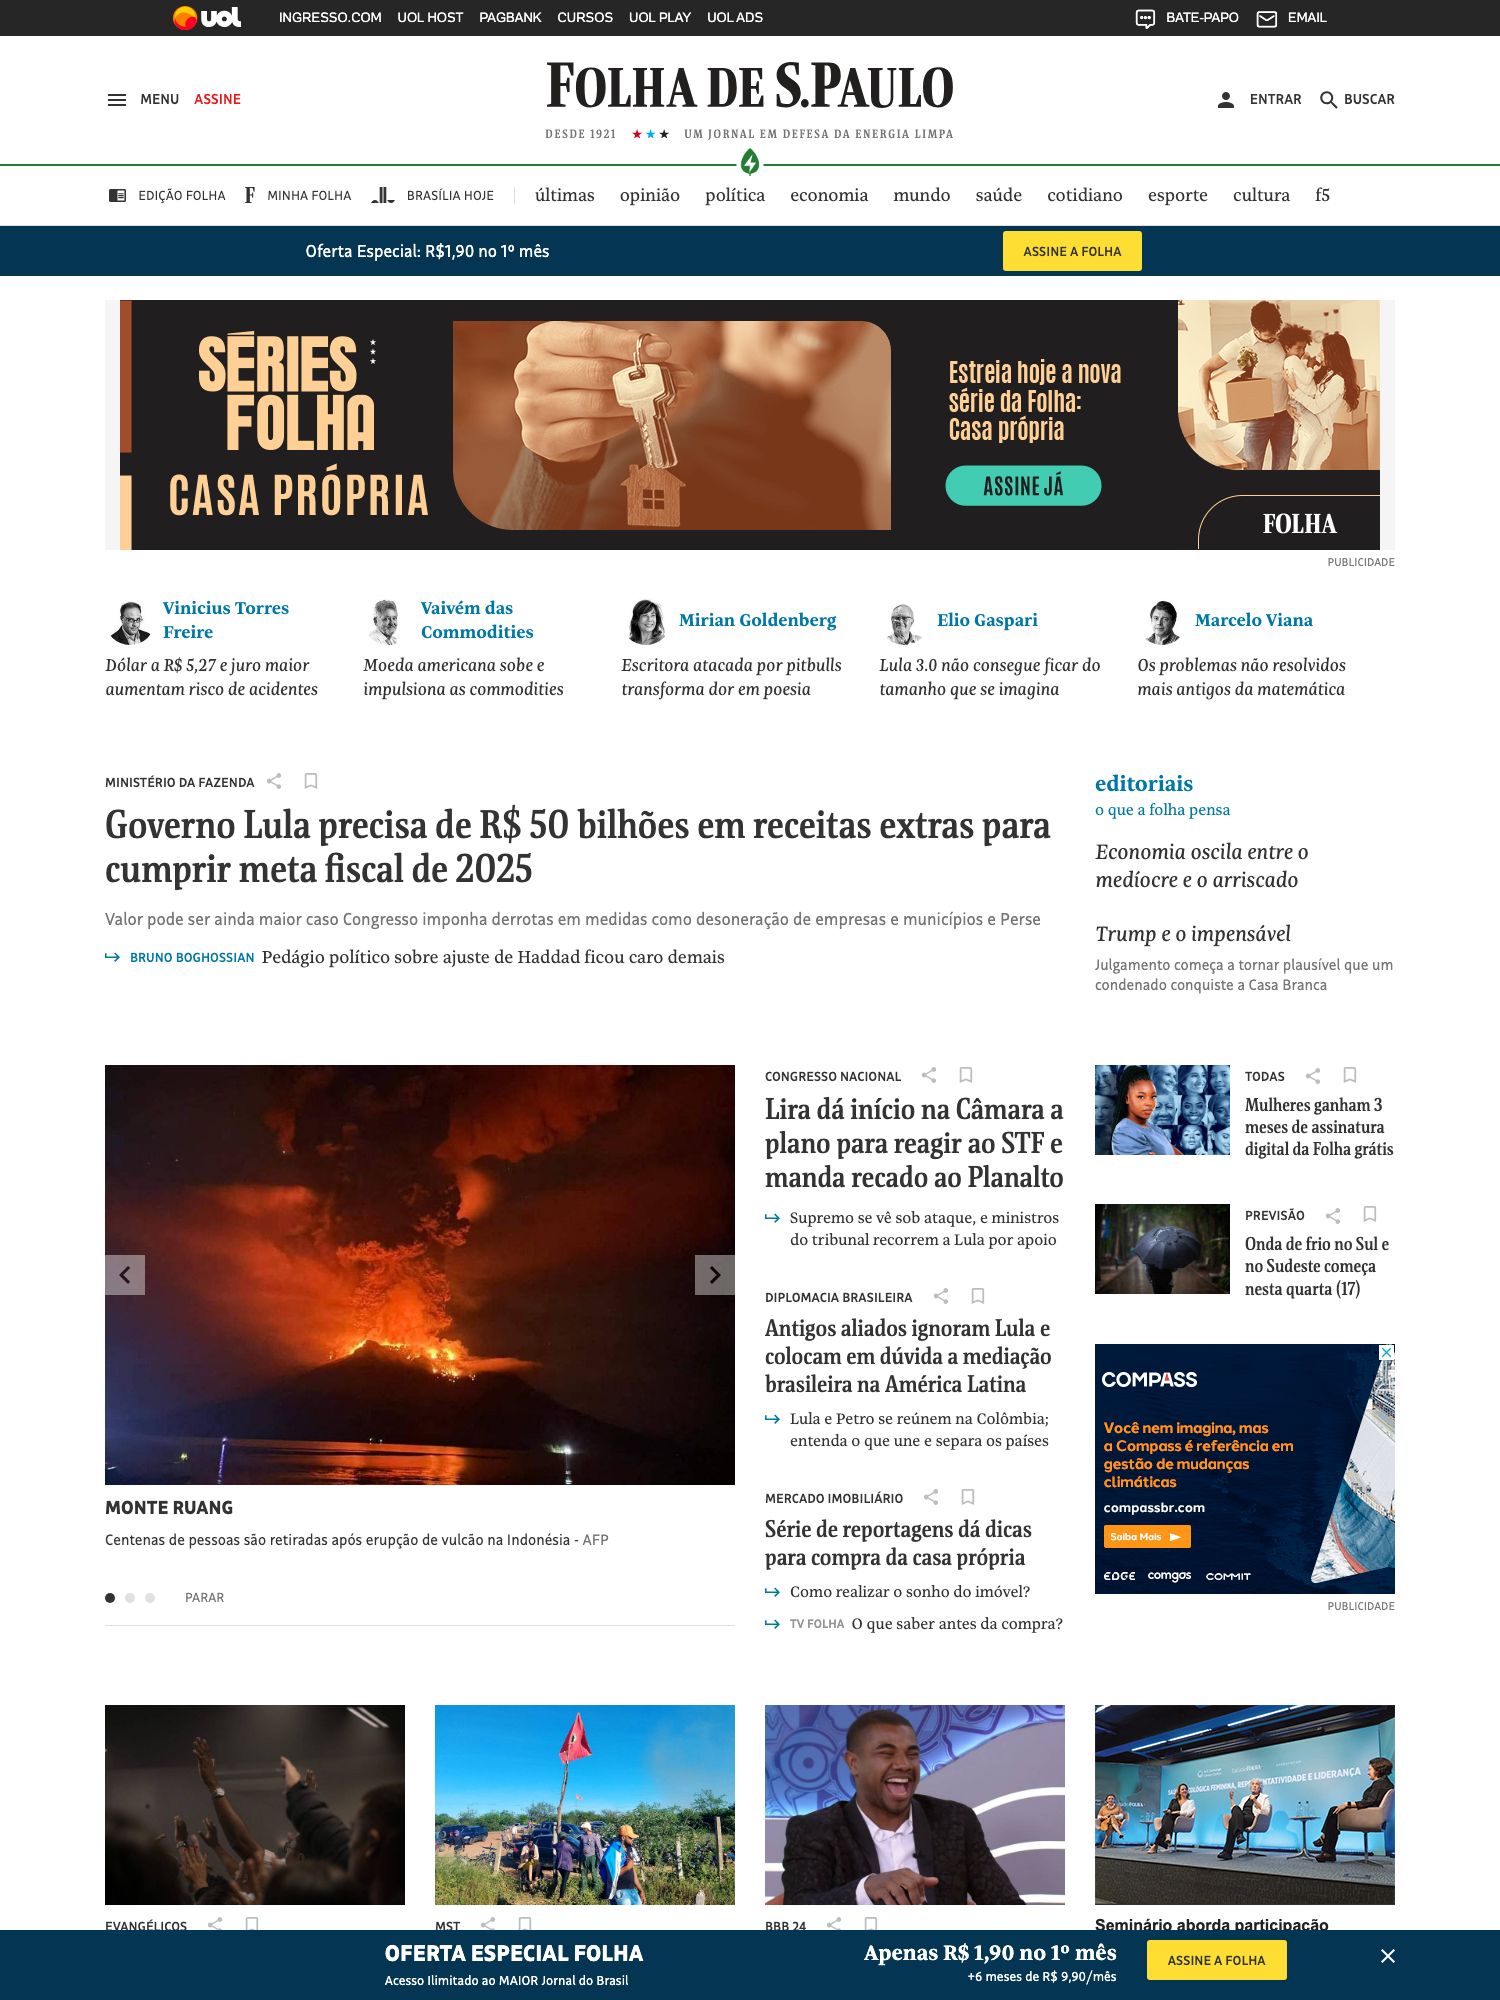 uol INGRESSO.COM UOL HOST PAGBANK CURSOS UOL PLAY UOL ADS BATE-PAPO EMAIL
MENU ASSINE
FOLHA DE S.PAULO
ENTRAR BUSCAR
DESDE 1921 ★★★ UM JORNAL EM DEFESA DA ENERGIA LIMPA
EDIÇÃO FOLHA F MINHA FOLHA BRASÍLIA HOJE últimas opinião política economia mundo saúde cotidiano esporte cultura f5
Oferta Especial: R$1,90 no 1º mês ASSINE A FOLHA
SÉRIES
FOLHA
CASA PRÓPRIA
Estreia hoje a nova
série da Folha:
Casa própria
ASSINE JÁ
FOLHA
PUBLICIDADE
Vinicius Torres
Freire
Dólar a R$ 5,27 e juro maior
aumentam risco de acidentes
Vaivém das
Commodities
Moeda americana sobe e
impulsiona as commodities
Mirian Goldenberg
Escritora atacada por pitbulls
transforma dor em poesia
Elio Gaspari
Lula 3.0 não consegue ficar do
tamanho que se imagina
Marcelo Viana
Os problemas não resolvidos
mais antigos da matemática
MINISTÉRIO DA FAZENDA
Governo Lula precisa de R$ 50 bilhões em receitas extras para
cumprir meta fiscal de 2025
Valor pode ser ainda maior caso Congresso imponha derrotas em medidas como desoneração de empresas e municípios e Perse
BRUNO BOGHOSSIAN Pedágio político sobre ajuste de Haddad ficou caro demais
editoriais
o que a folha pensa
Economia oscila entre o
medíocre e o arriscado
Trump e o impensável
Julgamento começa a tornar plausível que um
condenado conquiste a Casa Branca
MONTE RUANG
Centenas de pessoas são retiradas após erupção de vulcão na Indonésia - AFP
PARAR
CONGRESSO NACIONAL
Lira dá início na Câmara a
plano para reagir ao STF e
manda recado ao Planalto
Supremo se vê sob ataque, e ministros
do tribunal recorrem a Lula por apoio
DIPLOMACIA BRASILEIRA
Antigos aliados ignoram Lula e
colocam em dúvida a mediação
brasileira na América Latina
Lula e Petro se reúnem na Colômbia;
entenda o que une e separa os países
MERCADO IMOBILIÁRIO
Série de reportagens dá dicas
para compra da casa própria
Como realizar o sonho do imóvel?
TV FOLHA O que saber antes da compra?
TODAS
Mulheres ganham 3
meses de assinatura
digital da Folha grátis
PREVISÃO
Onda de frio no Sul e
no Sudeste começa
nesta quarta (17)
COMPASS
Você nem imagina, mas
a Compass é referência em
gestão de mudanças
climáticas
compassbr.com
Saiba Mais
EDGE comgas COMMIT
PUBLICIDADE
EVANGÉLICOS
MST
BBB 24
Seminário aborda participação
OFERTA ESPECIAL FOLHA
Acesso Ilimitado ao MAIOR Jornal do Brasil
Apenas R$ 1,90 no 1º mês
+6 meses de R$ 9,90/mês
ASSINE A FOLHA